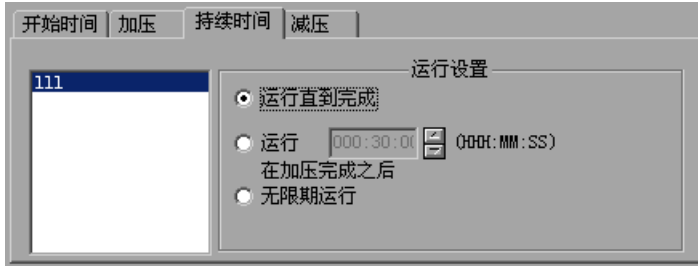 开始时间 加压 持续时间 减压
111
运行设置
运行直到完成
运行 000:30:0 (HHH:MM:SS)
在加压完成之后
无限期运行